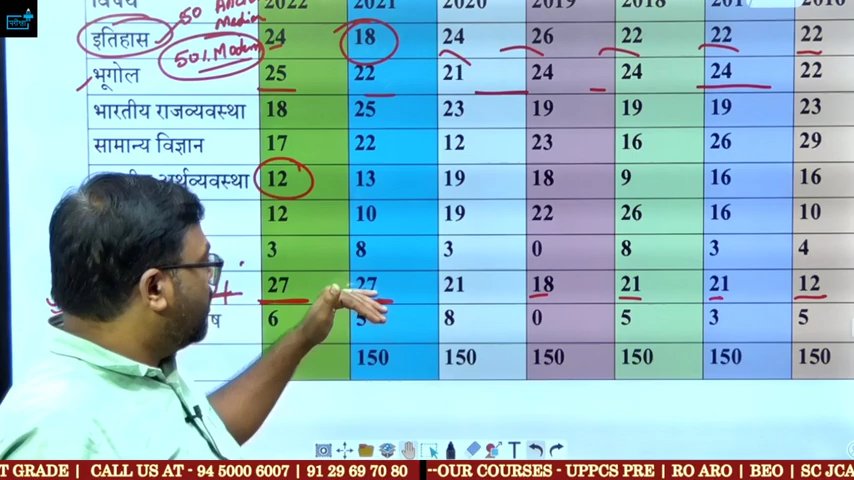 परीक्षा
विषय 2022 2021 2020 2019 2018 2017 2016
50
Medieva
50% Modern
इतिहास 24 18 24 26 22 22 22
भूगोल 25 22 21 24 24 24 22
भारतीय राजव्यवस्था 18 25 23 19 19 19 23
सामान्य विज्ञान 17 22 12 23 16 26 29
अर्थव्यवस्था 12 13 19 18 9 16 16
12 10 19 22 26 16 10
3 8 3 0 8 3 4
27 27 21 18 21 21 12
6 5 8 0 5 3 5
150 150 150 150 150 150
T GRADE | CALL US AT - 94 5000 6007 | 91 29 69 70 80 --OUR COURSES - UPPCS PRE | RO ARO | BEO | SC JCA